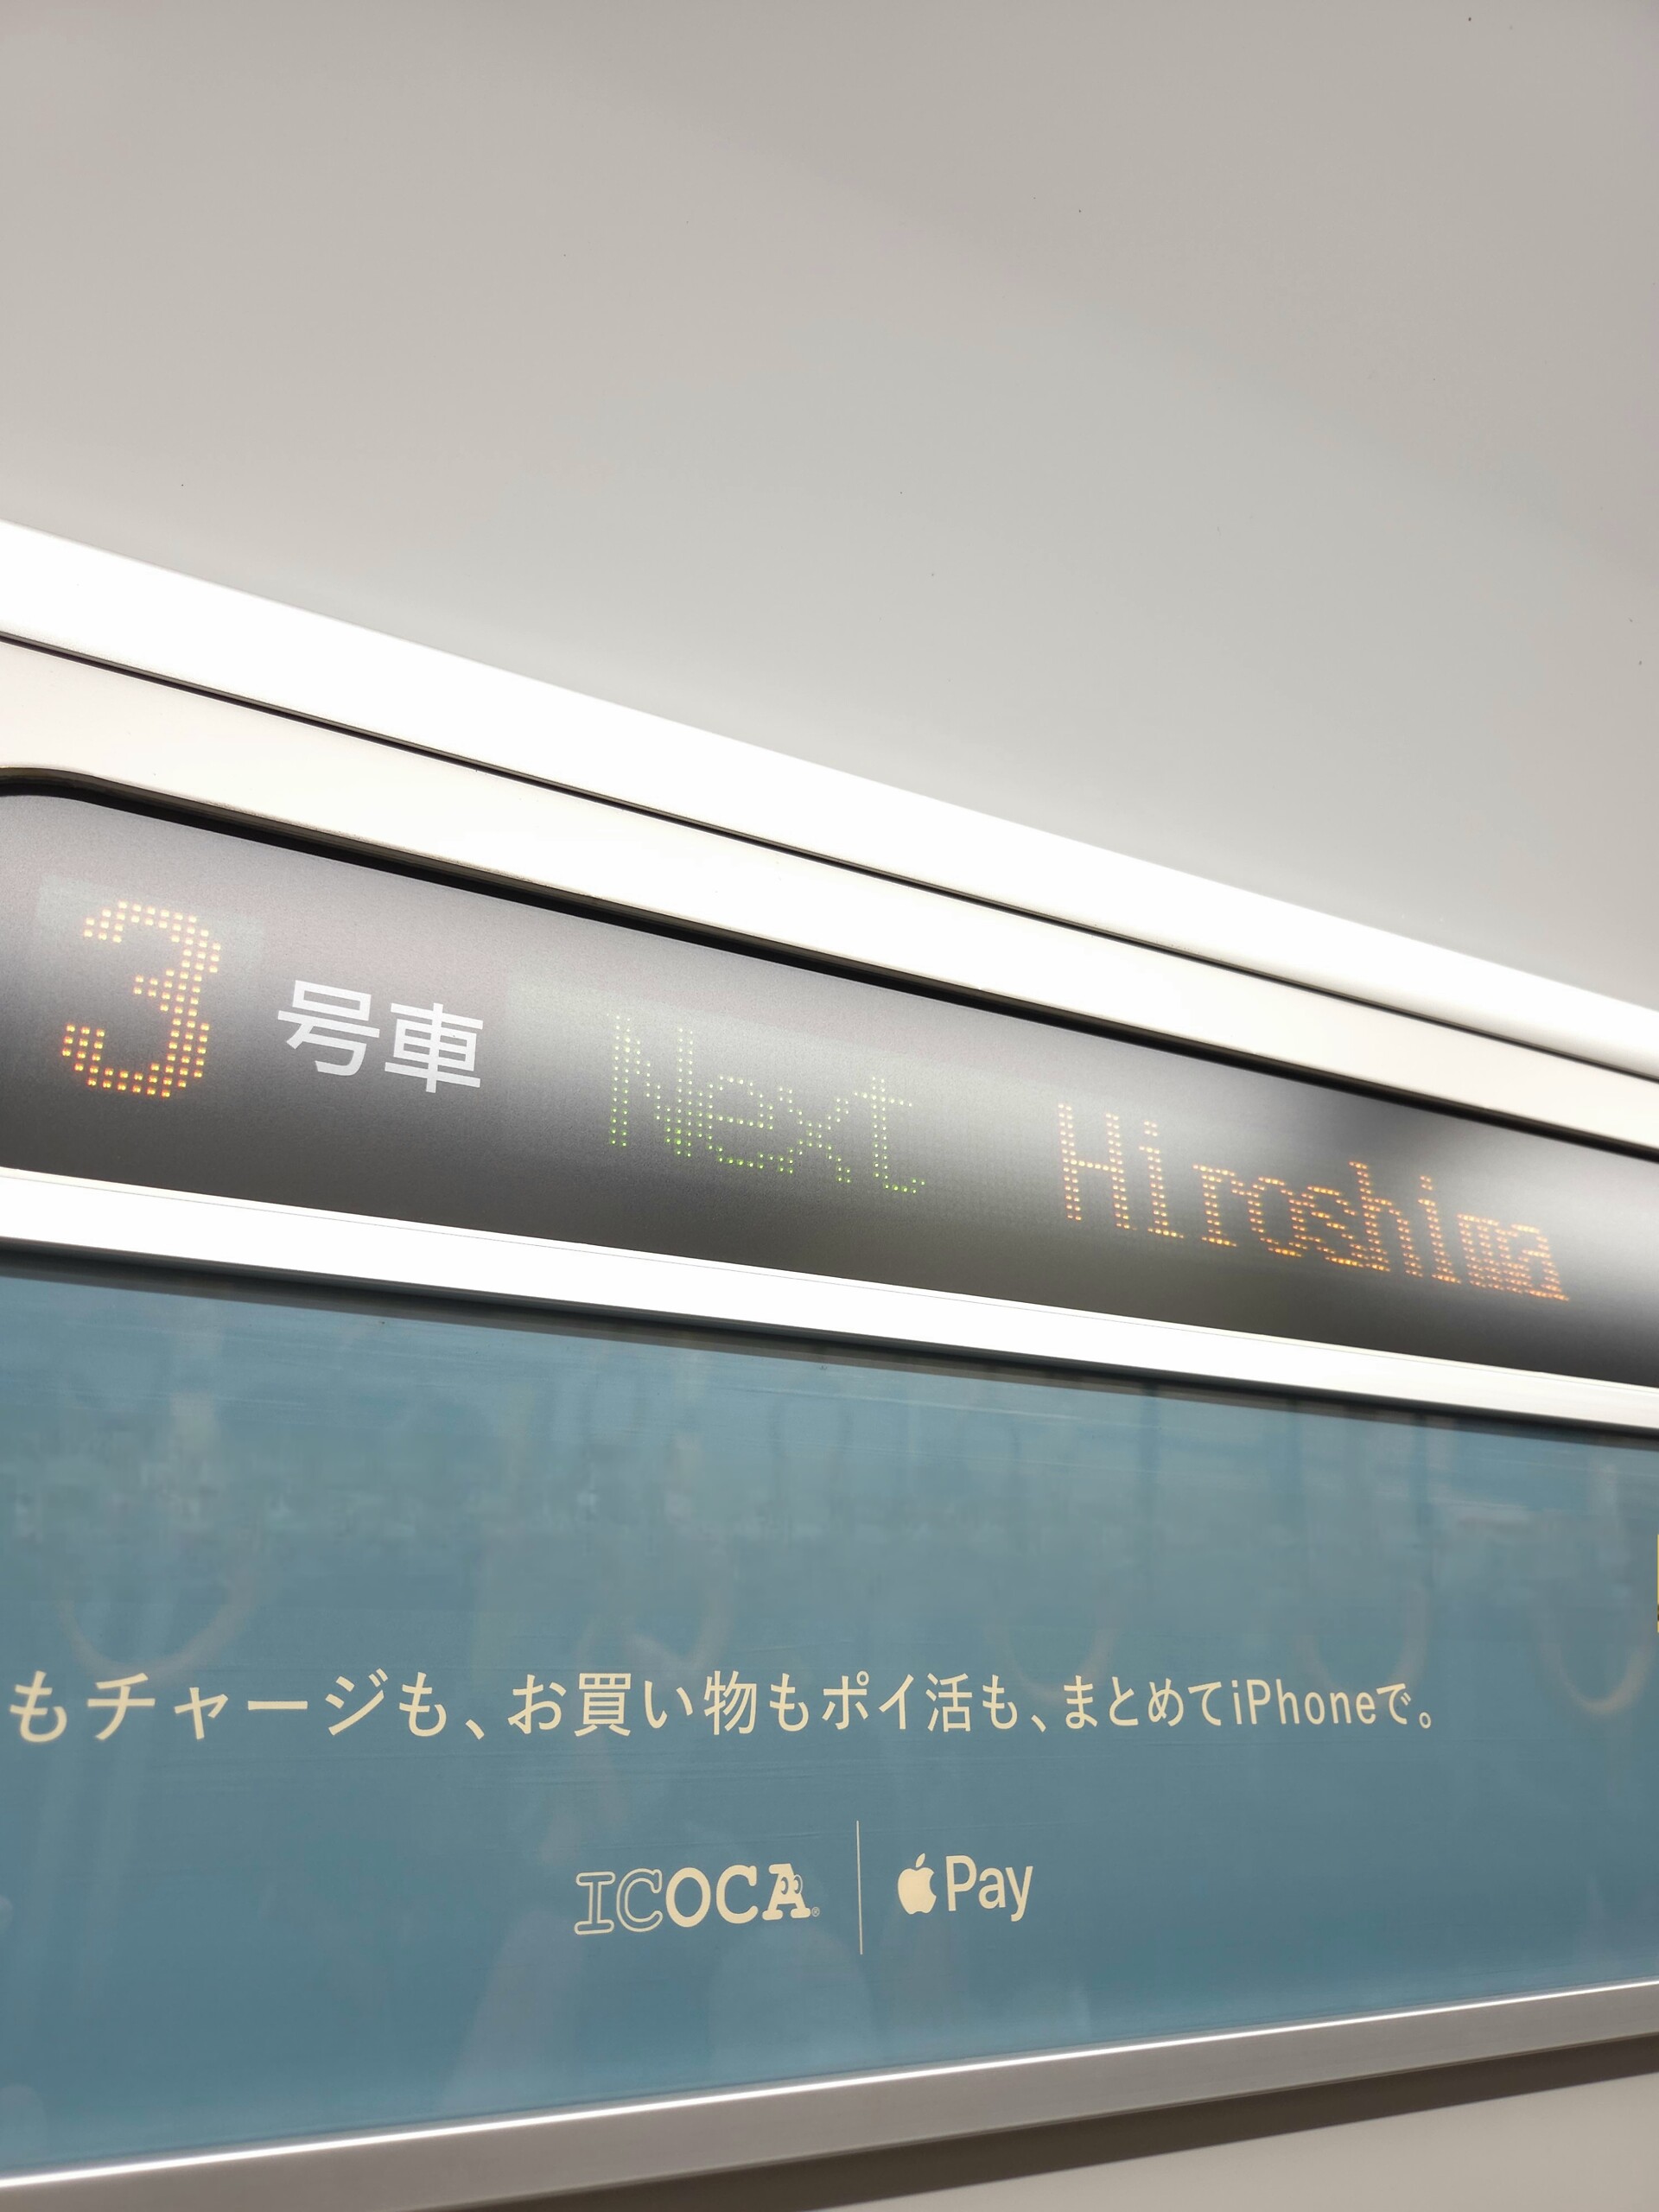 3 号車 Next Hiroshima
もチャージも、お買い物もポイ活も、まとめてiPhoneで。
ICOCA® | Pay